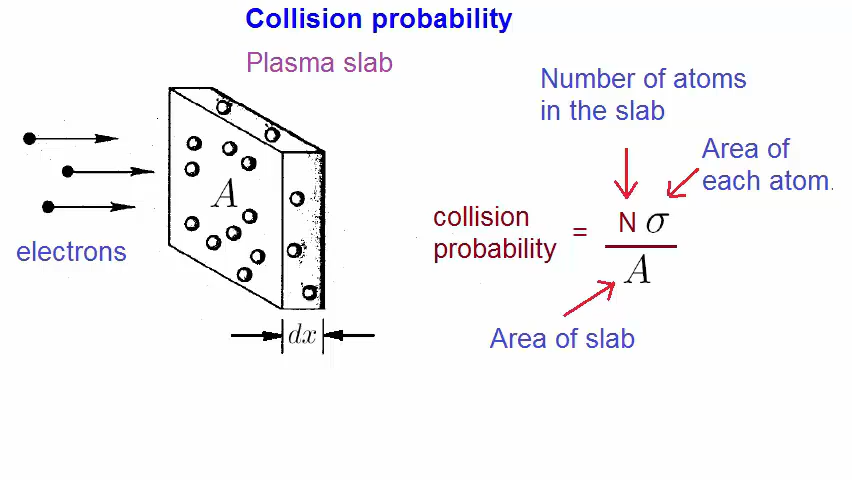 Collision probability
Plasma slab
Number of atoms
in the slab
Area of
each atom.
A
electrons
collision
probability
=
N σ
A
Area of slab
dx